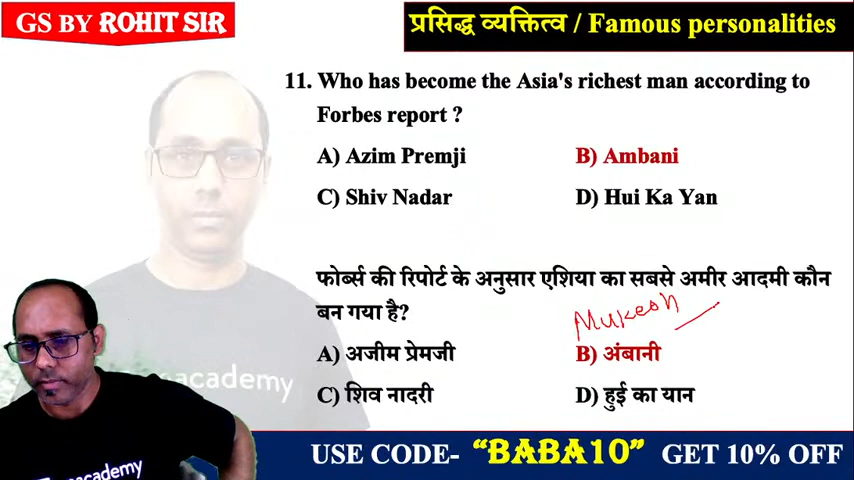 GS BY ROHIT SIR
प्रसिद्ध व्यक्तित्व / Famous personalities
11. Who has become the Asia's richest man according to
Forbes report ?
A) Azim Premji
B) Ambani
C) Shiv Nadar
D) Hui Ka Yan
फोर्ब्स की रिपोर्ट के अनुसार एशिया का सबसे अमीर आदमी कौन
बन गया है?
Mukesh
A) अजीम प्रेमजी
B) अंबानी
C) शिव नादरी
D) हुई का यान
academy
academy
USE CODE- “BABA10” GET 10% OFF